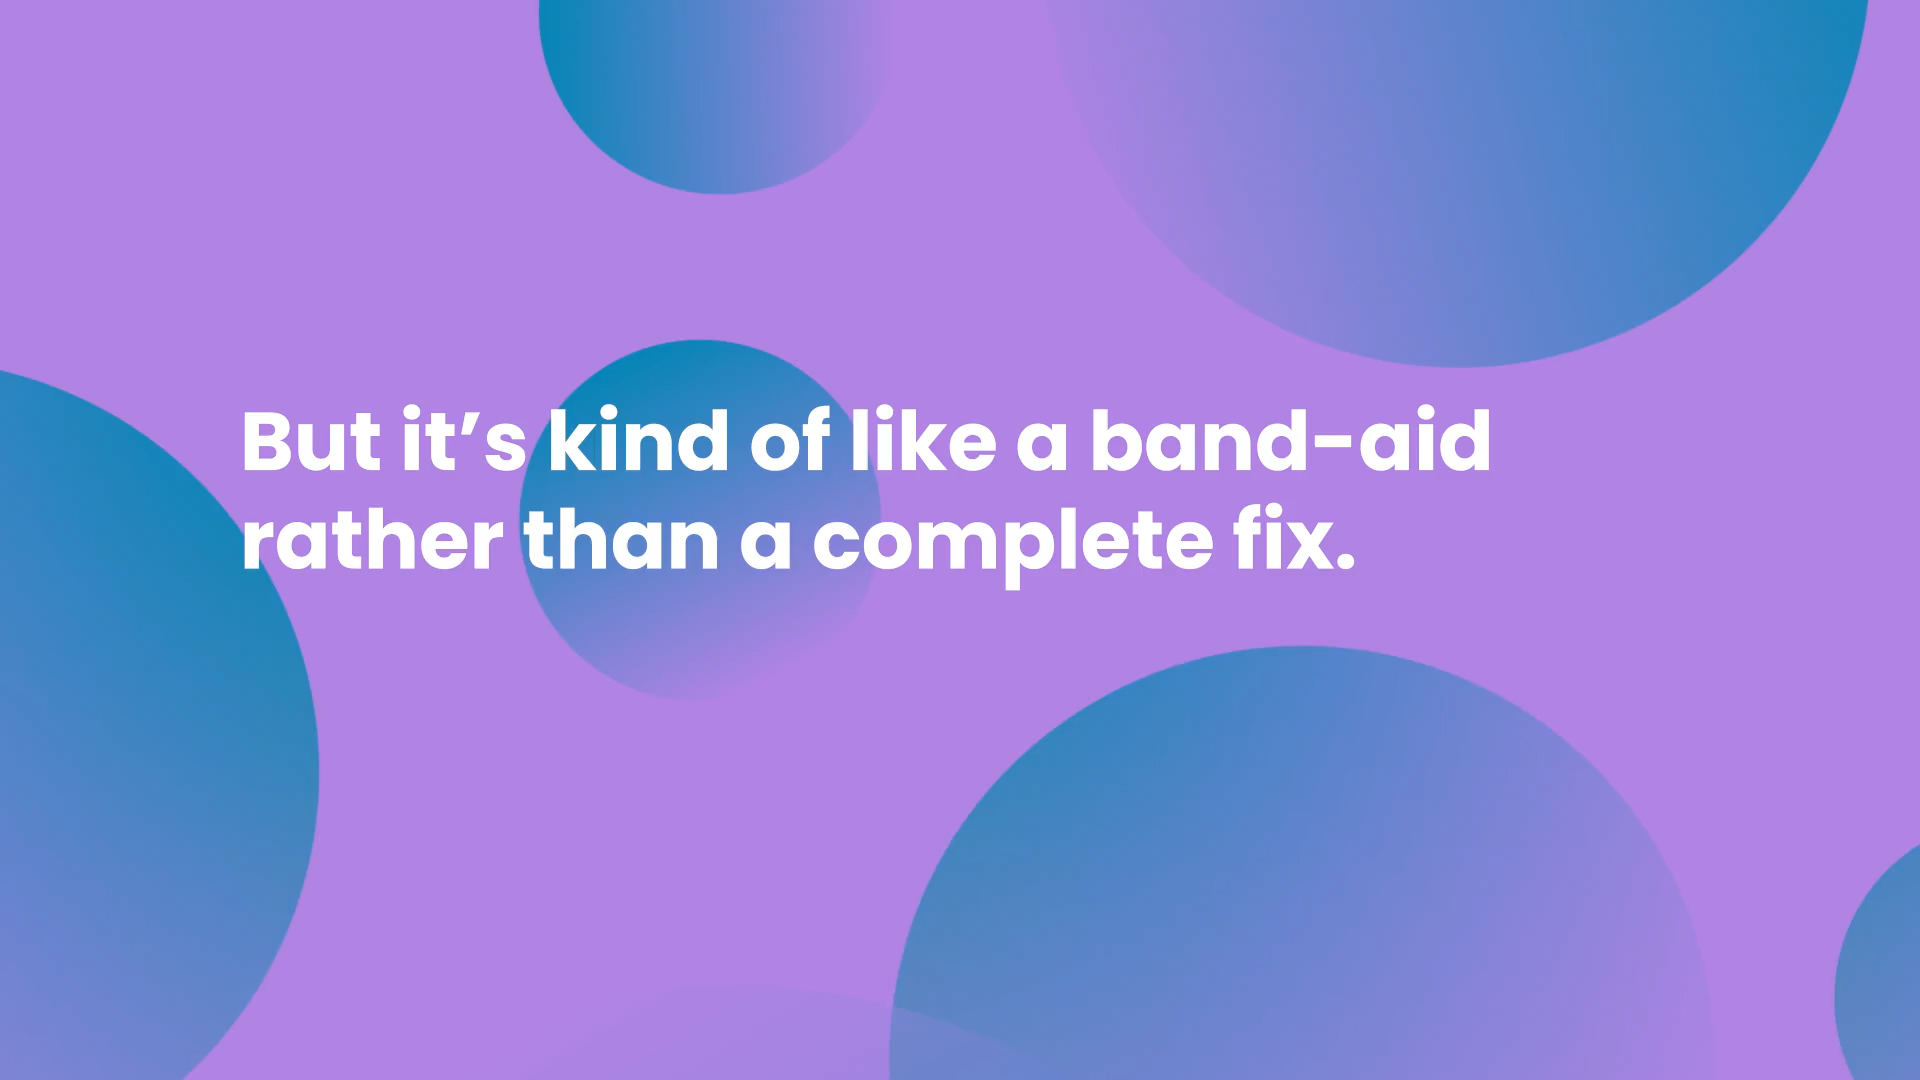 But it’s kind of like a band-aid
rather than a complete fix.